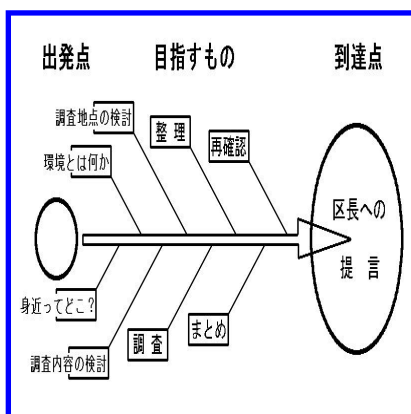 出発点
目指すもの
到達点
調査地点の検討
環境とは何か
整 理
再確認
区長への
提 言
身近ってどこ？
調査内容の検討
調 査
まとめ